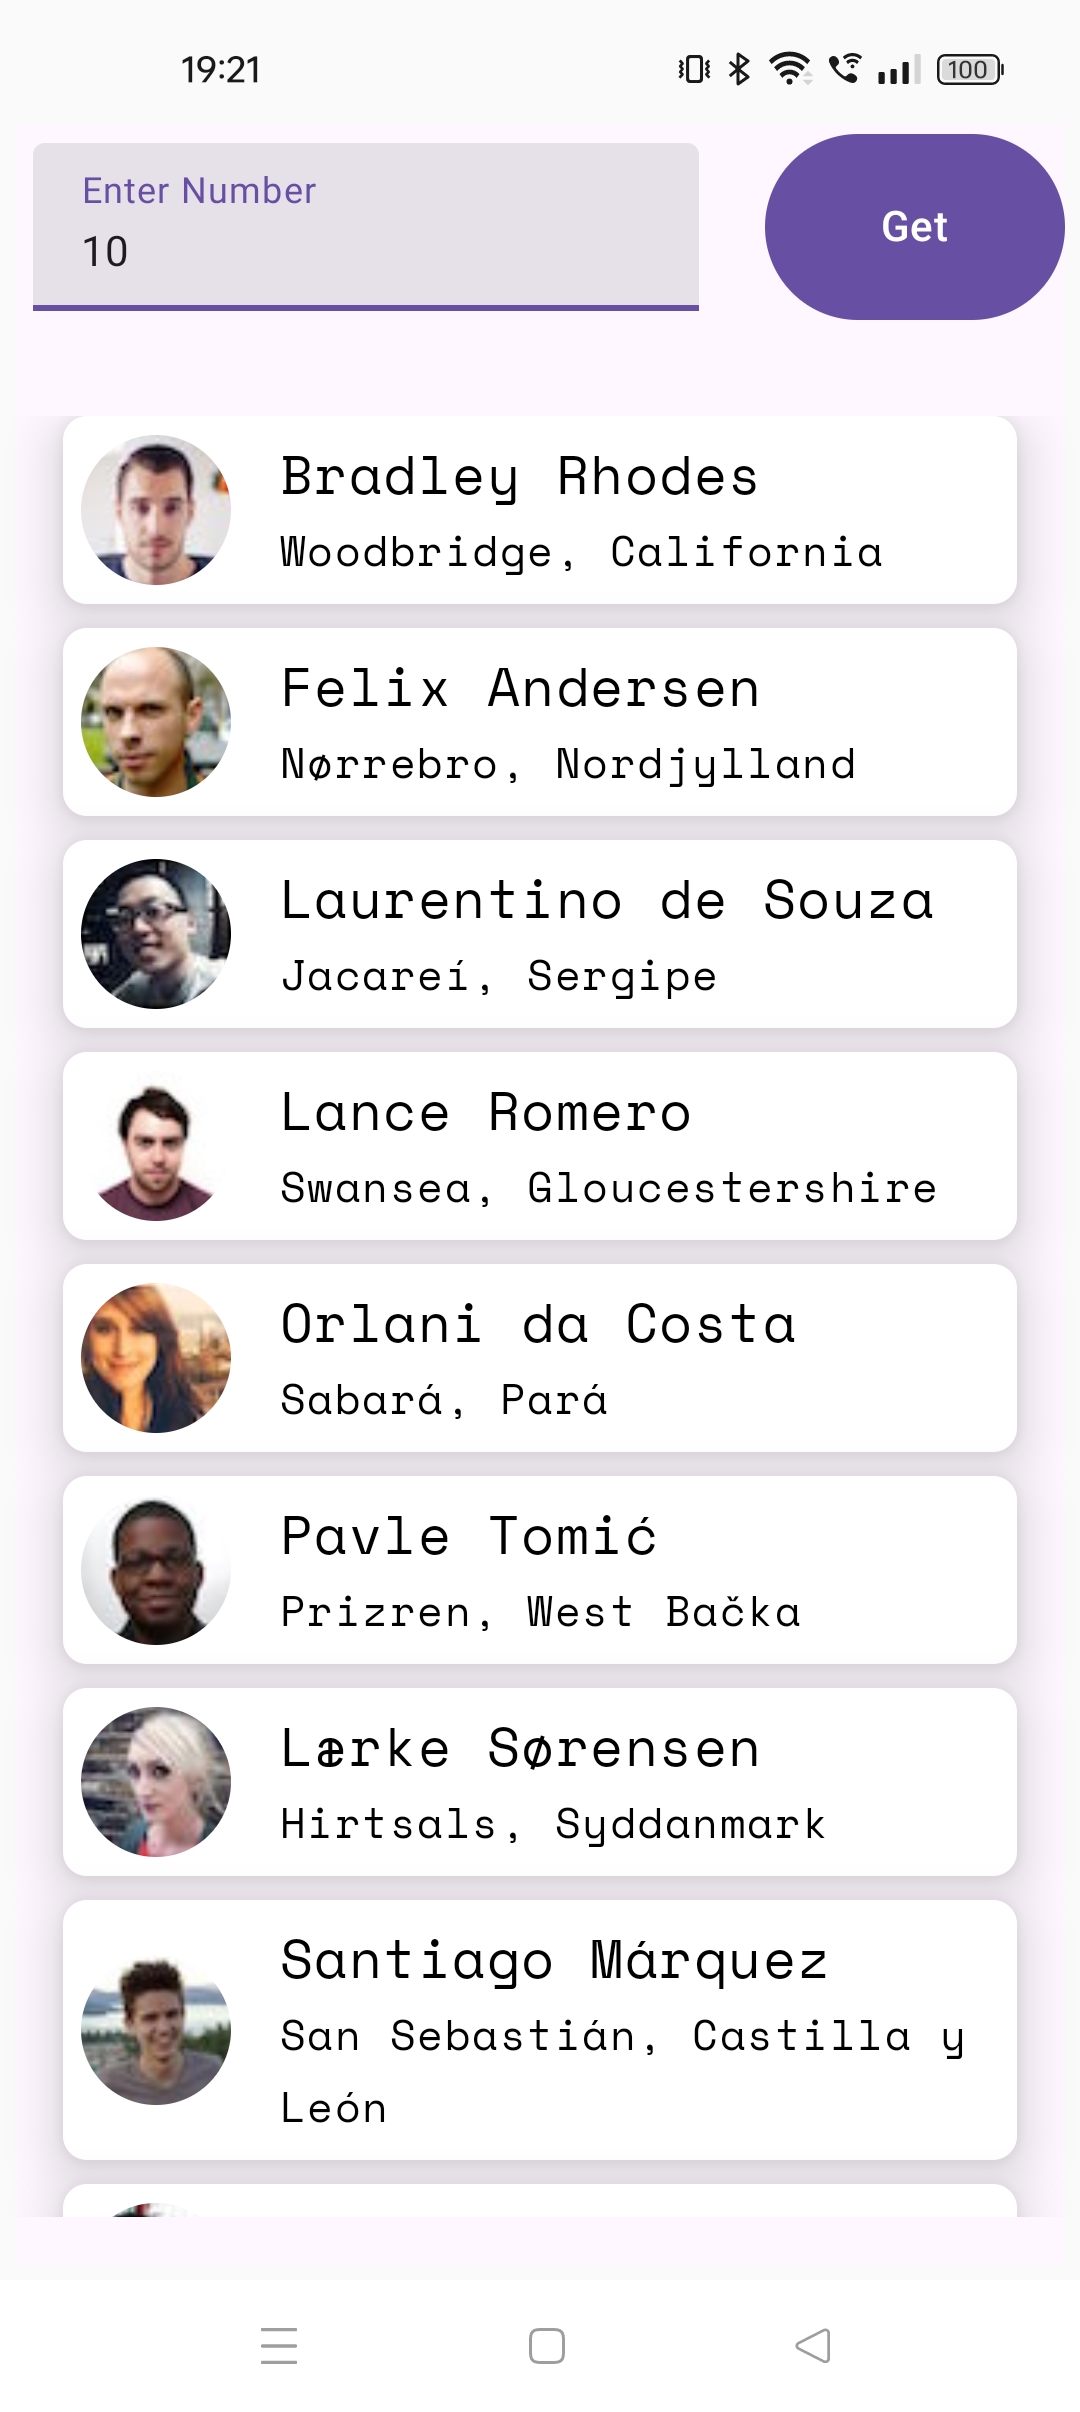 19:21
100
Enter Number
10
Get
Bradley Rhodes
Woodbridge, California
Felix Andersen
Nørrebro, Nordjylland
Laurentino de Souza
Jacareí, Sergipe
Lance Romero
Swansea, Gloucestershire
Orlani da Costa
Sabará, Pará
Pavle Tomić
Prizren, West Bačka
Lærke Sørensen
Hirtsals, Syddanmark
Santiago Márquez
San Sebastián, Castilla y
León